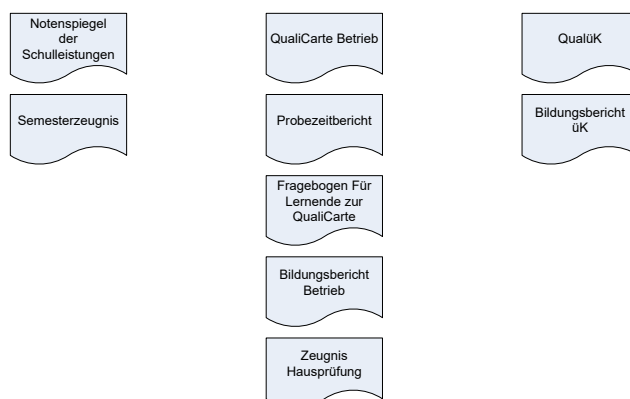 Notenspiegel
der
Schulleistungen
Semesterzeugnis
QualiCarte Betrieb
Probezeitbericht
Fragebogen Für
Lernende zur
QualiCarte
Bildungsbericht
Betrieb
Zeugnis
Hausprüfung
QualüK
Bildungsbericht
üK